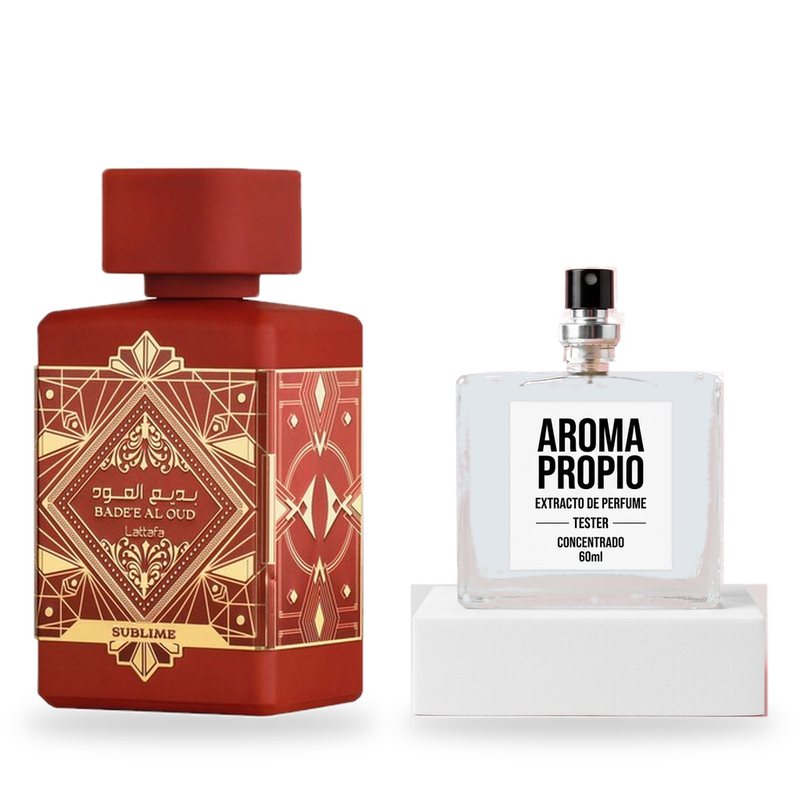 بديع العود
BADE'E AL OUD
Lattafa
SUBLIME
AROMA
PROPIO
EXTRACTO DE PERFUME
TESTER
CONCENTRADO
60ml